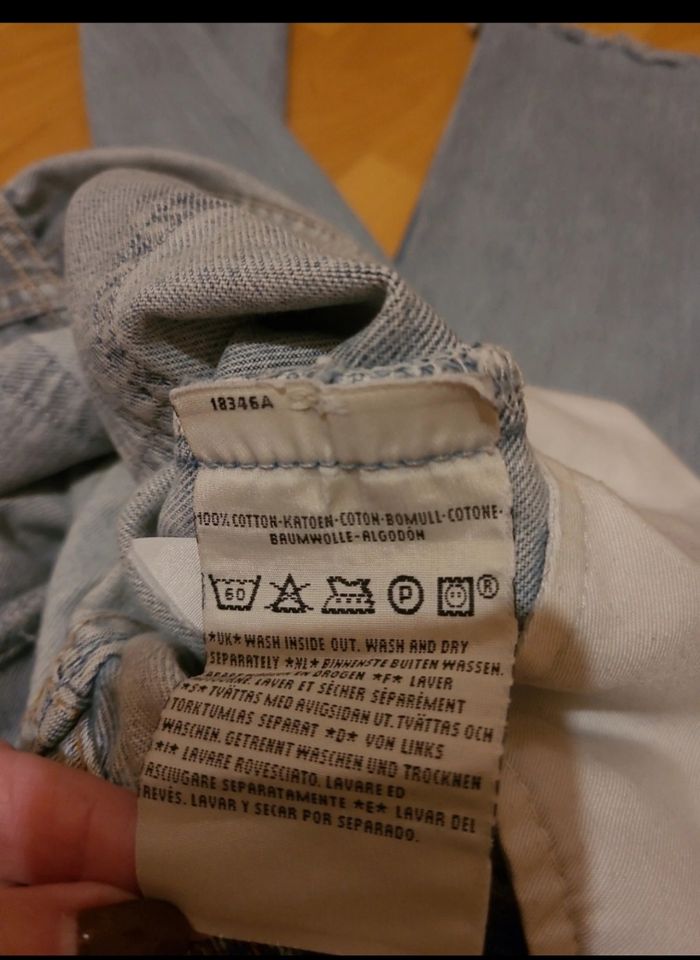 18346A
100% COTTON-KATOEN-COTON-BOMULL-COTONE-
BAUMWOLLE-ALGODÓN
60 P ®
*UK* WASH INSIDE OUT. WASH AND DRY
SEPARATELY *NL* BINNENSTE BUITEN WASSEN.
EN DROGEN *F* LAVER
LAVER ET SÉCHER SÉPARÉMENT
*S* TVÄTTAS MED AVIGSIDAN UT. TVÄTTAS OCH
TORKTUMLAS SEPARAT *D* VON LINKS
WASCHEN. GETRENNT WASCHEN UND TROCKNEN
*I* LAVARE ROVESCIATO. LAVARE ED
ASCIUGARE SEPARATAMENTE *E* LAVAR DEL
REVÉS. LAVAR Y SECAR POR SEPARADO.